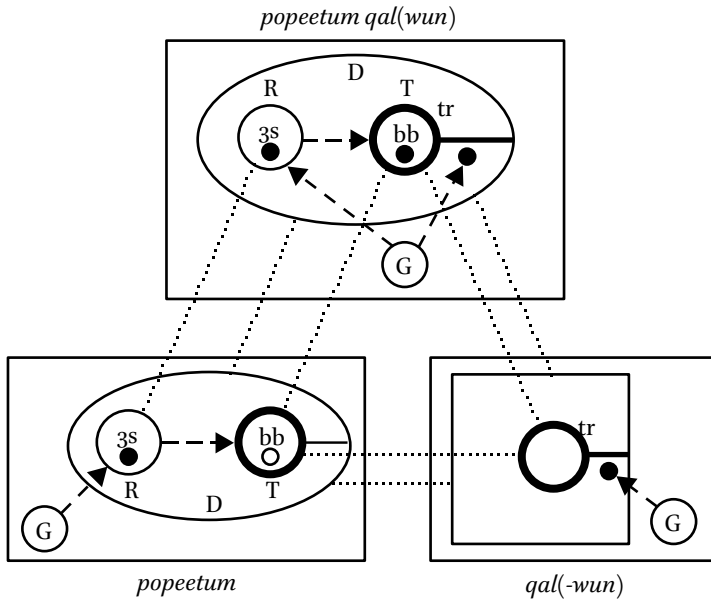 popeetum qal(wun)
D
R T
tr
3s bb
G
tr
3s bb
R D T
G G
popeetum qal(-wun)